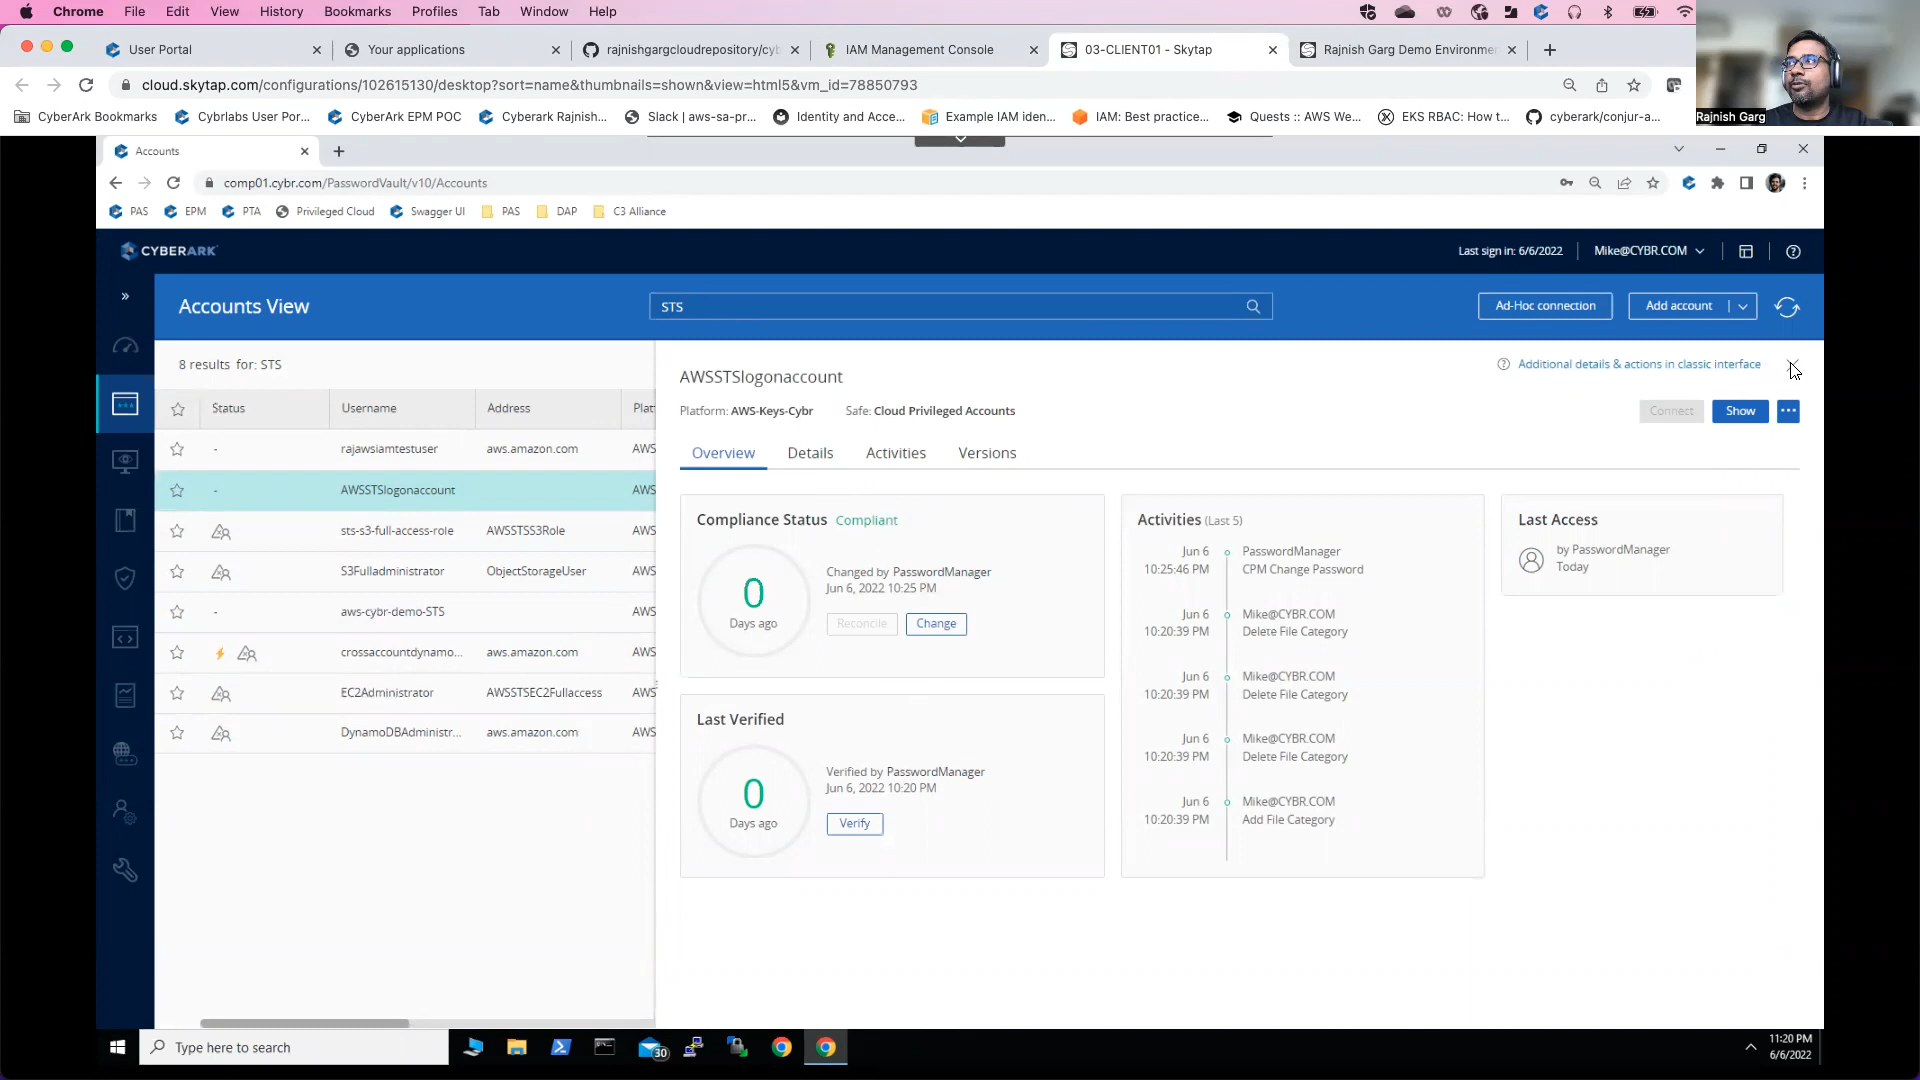 Chrome File Edit View History Bookmarks Profiles Tab Window Help
User Portal
Your applications
rajnishgargcloudrepository/cyb
IAM Management Console
03-CLIENT01 - Skytap
Rajnish Garg Demo Environme
cloud.skytap.com/configurations/102615130/desktop?sort=name&thumbnails=shown&view=html5&vm_id=78850793
CyberArk Bookmarks
Cybrlabs User Por...
CyberArk EPM POC
Cyberark Rajnish...
Slack | aws-sa-pr...
Identity and Acce...
Example IAM iden...
IAM: Best practice...
Quests :: AWS We...
EKS RBAC: How t...
cyberark/conjur-a...
Rajnish Garg
Accounts
comp01.cybr.com/PasswordVault/v10/Accounts
PAS EPM PTA Privileged Cloud Swagger UI PAS DAP C3 Alliance
CYBERARK
Last sign in: 6/6/2022
Mike@CYBR.COM
Accounts View
STS
Ad-Hoc connection
Add account
8 results for: STS
Status Username Address Platf
- rajawsiamtestuser aws.amazon.com AWS
- AWSSTSlogonaccount AWS
sts-s3-full-access-role AWSSTSS3Role AWS
S3Fulladministrator ObjectStorageUser AWS
- aws-cybr-demo-STS AWS
crossaccountdynamo... aws.amazon.com AWS
EC2Administrator AWSSTSEC2Fullaccess AWS
DynamoDBAdministr... aws.amazon.com AWS
Additional details & actions in classic interface
AWSSTSlogonaccount
Platform: AWS-Keys-Cybr Safe: Cloud Privileged Accounts
Connect Show
Overview Details Activities Versions
Compliance Status Compliant
0
Days ago
Changed by PasswordManager
Jun 6, 2022 10:25 PM
Reconcile Change
Last Verified
0
Days ago
Verified by PasswordManager
Jun 6, 2022 10:20 PM
Verify
Activities (Last 5)
Jun 6 PasswordManager
10:25:46 PM CPM Change Password
Jun 6 Mike@CYBR.COM
10:20:39 PM Delete File Category
Jun 6 Mike@CYBR.COM
10:20:39 PM Delete File Category
Jun 6 Mike@CYBR.COM
10:20:39 PM Delete File Category
Jun 6 Mike@CYBR.COM
10:20:39 PM Add File Category
Last Access
by PasswordManager
Today
Type here to search
30
11:20 PM
6/6/2022